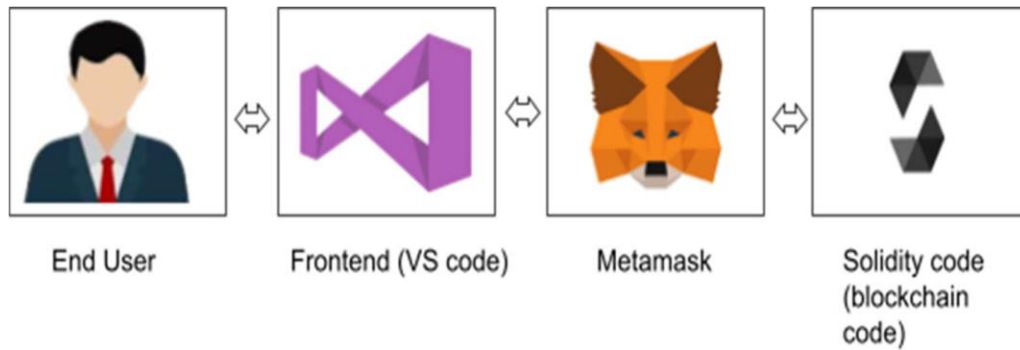 End User
Frontend (VS code)
Metamask
Solidity code
(blockchain
code)